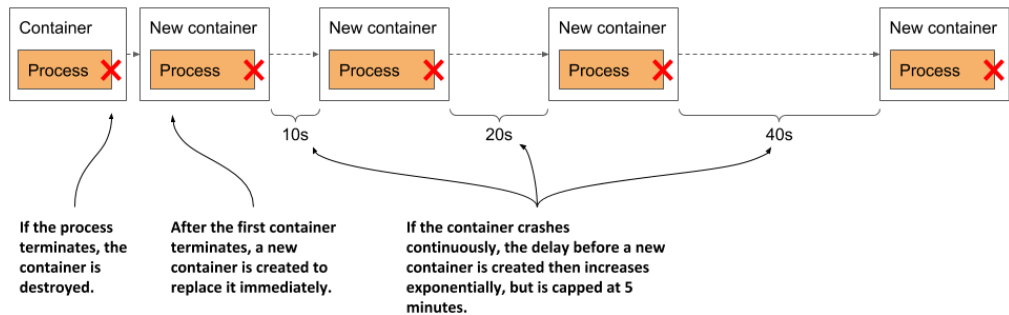 Container
Process
New container
Process
New container
Process
New container
Process
New container
Process
10s
20s
40s
If the process
terminates, the
container is
destroyed.
After the first container
terminates, a new
container is created to
replace it immediately.
If the container crashes
continuously, the delay before a new
container is created then increases
exponentially, but is capped at 5
minutes.